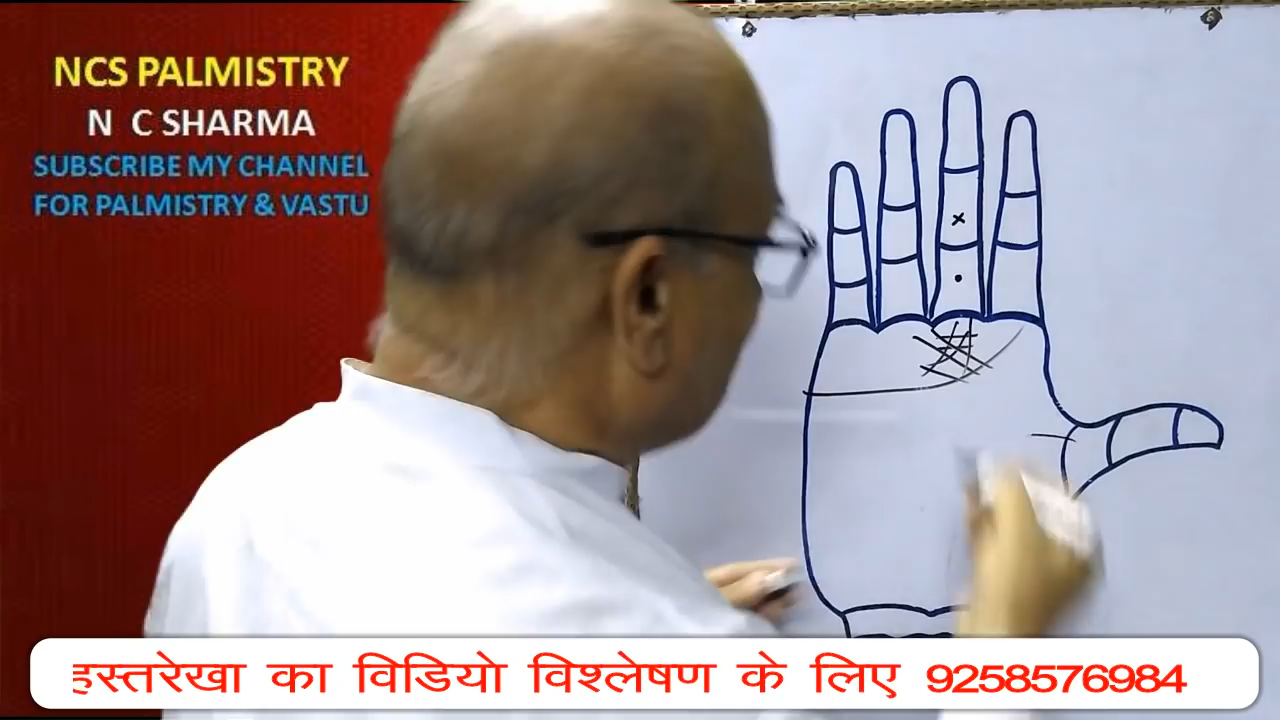 NCS PALMISTRY
N C SHARMA
SUBSCRIBE MY CHANNEL
FOR PALMISTRY & VASTU
हस्तरेखा का विडियो विश्लेषण के लिए 9258576984